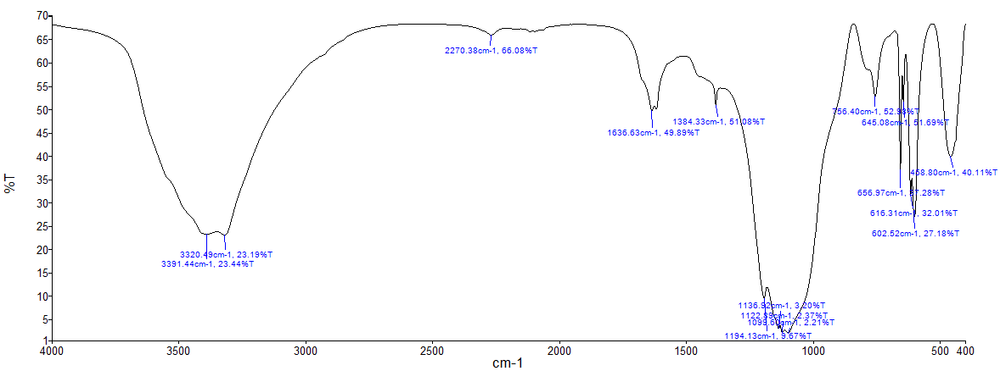 70
65
60
55
50
45
40
35
30
25
20
15
10
5
1
%T
4000 3500 3000 2500 2000 1500 1000 500 400
cm-1
2270.38cm-1, 66.08%T
756.40cm-1, 52.98%T
1384.33cm-1, 51.08%T
646.08cm-1, 51.69%T
1636.63cm-1, 49.89%T
458.80cm-1, 40.11%T
656.97cm-1, 37.28%T
616.31cm-1, 32.01%T
602.52cm-1, 27.18%T
3320.49cm-1, 23.19%T
3391.44cm-1, 23.44%T
1136.92cm-1, 3.20%T
1122.89cm-1, 2.37%T
1099.60cm-1, 2.21%T
1194.13cm-1, 9.67%T